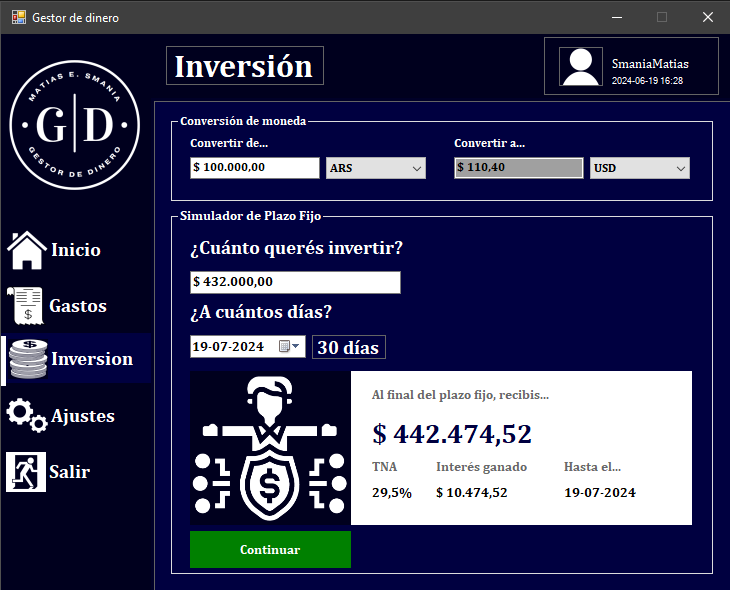 Gestor de dinero
MATIAS E. SMANIA
G D
GESTOR DE DINERO
Inversión
SmaniaMatias
2024-06-19 16:28
Inicio
$
Gastos
$
Inversion
Ajustes
Salir
Conversión de moneda
Convertir de...
Convertir a...
$ 100.000,00
ARS
$ 110,40
USD
Simulador de Plazo Fijo
¿Cuánto querés invertir?
$ 432.000,00
¿A cuántos días?
19-07-2024
30 días
$
Al final del plazo fijo, recibis...
$ 442.474,52
TNA Interés ganado Hasta el...
29,5% $ 10.474,52 19-07-2024
Continuar